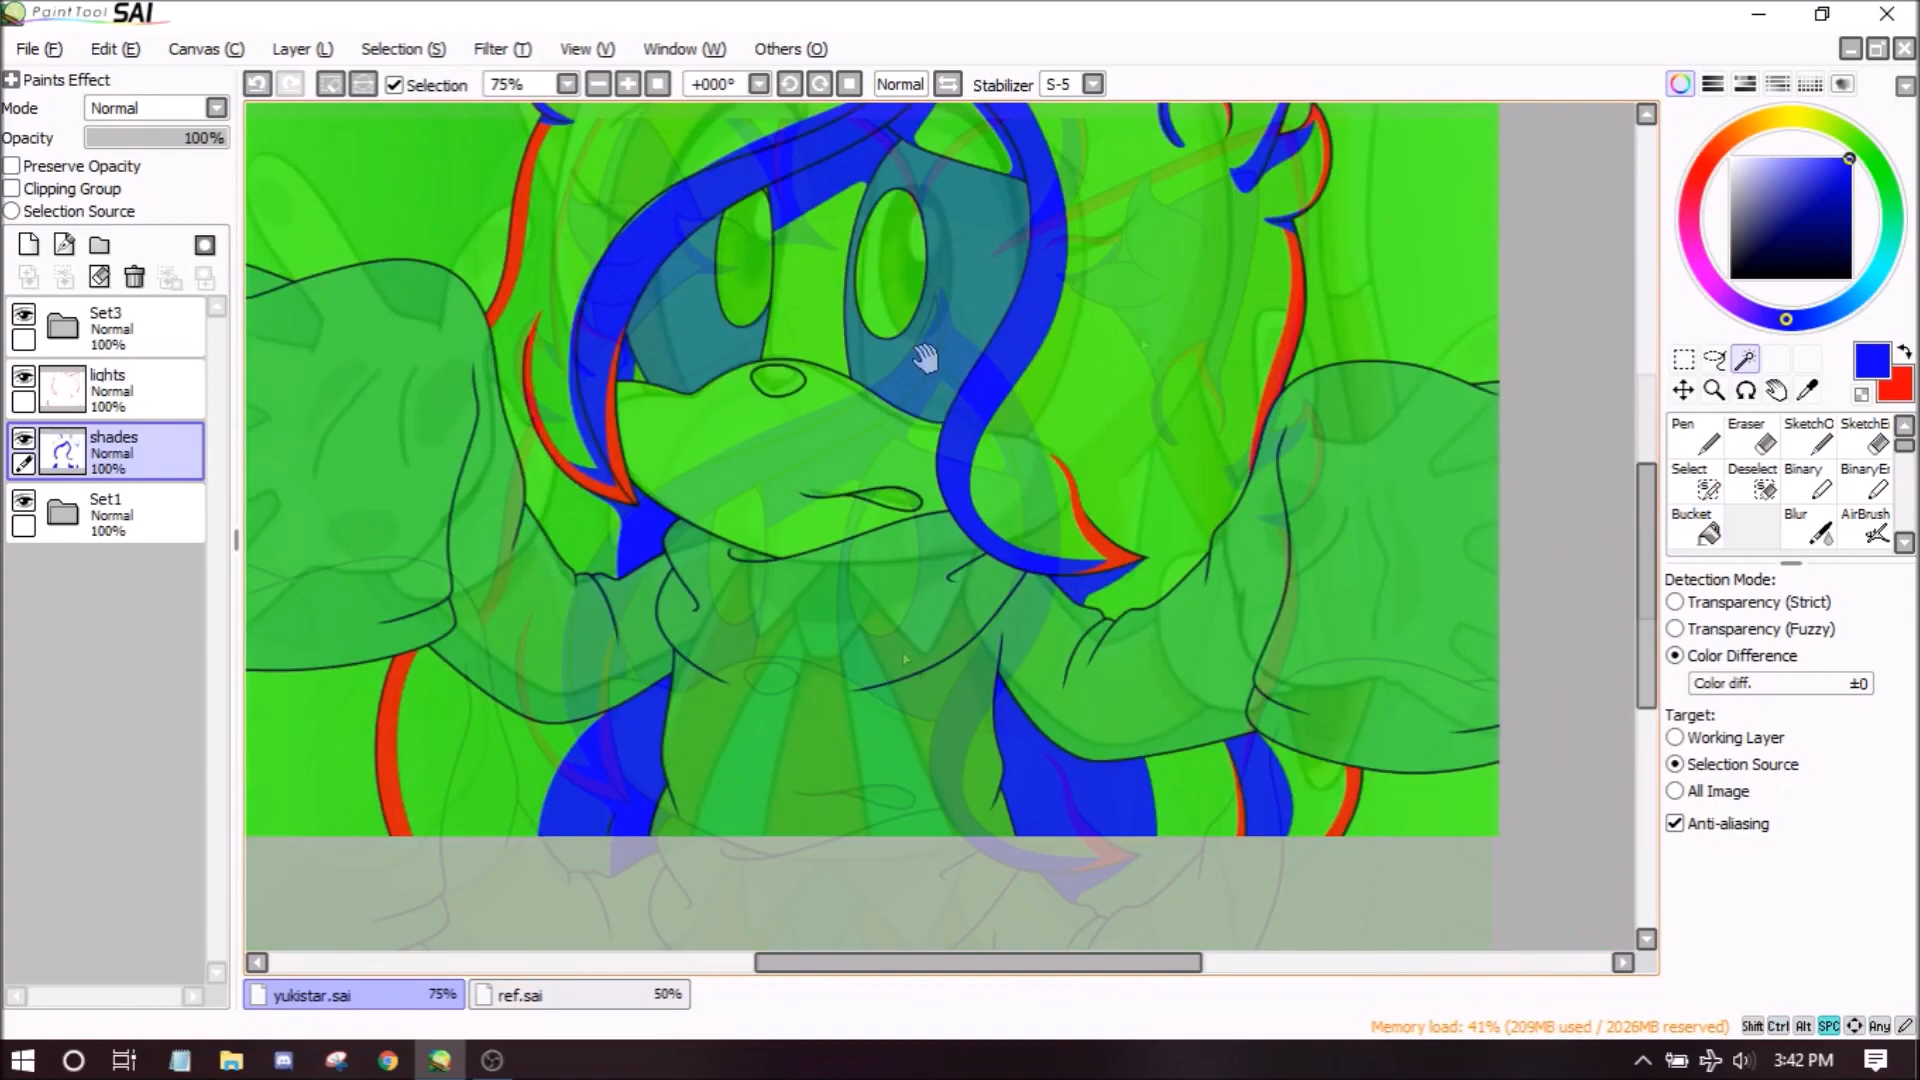 PaintTool SAI
File (F) Edit (E) Canvas (C) Layer (L) Selection (S) Filter (T) View (V) Window (W) Others (O)
Paints Effect
Selection 75% +000° Normal Stabilizer S-5
Mode Normal
Opacity 100%
Preserve Opacity
Clipping Group
Selection Source
Set3
Normal
100%
lights
Normal
100%
shades
Normal
100%
Set1
Normal
100%
Pen Eraser SketchO SketchE
Select Deselect Binary BinaryEr
Bucket Blur AirBrush
Detection Mode:
Transparency (Strict)
Transparency (Fuzzy)
Color Difference
Color diff. ±0
Target:
Working Layer
Selection Source
All Image
Anti-aliasing
yukistar.sai 75% ref.sai 50%
Memory load: 41% (209MB used / 2026MB reserved) Shift Ctrl Alt SPC Any
3:42 PM